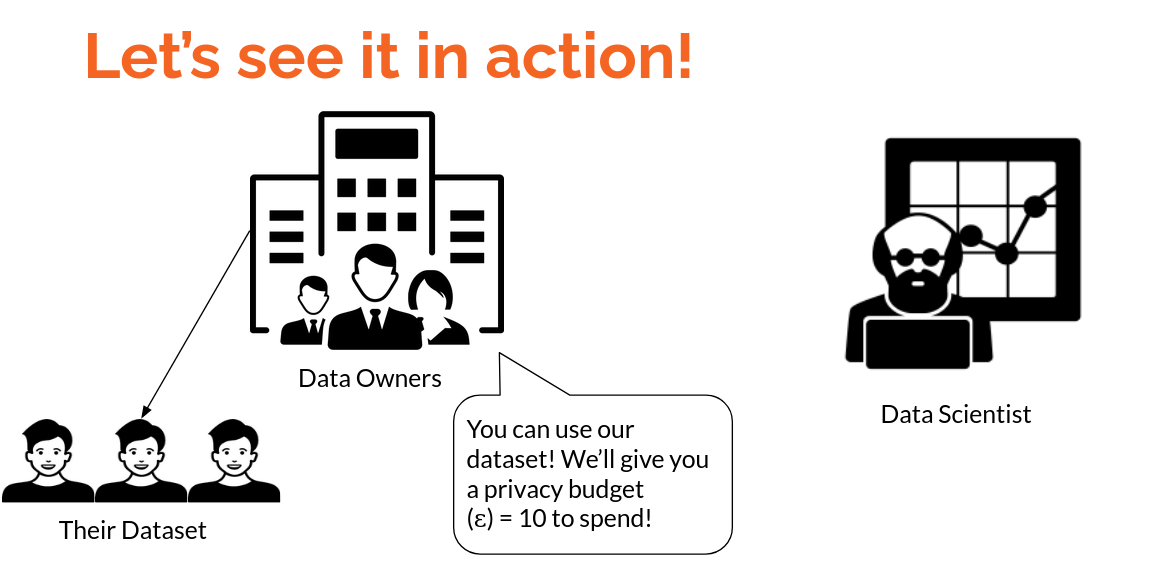 Let's see it in action!
Data Owners
Data Scientist
You can use our
dataset! We'll give you
a privacy budget
(ε) = 10 to spend!
Their Dataset